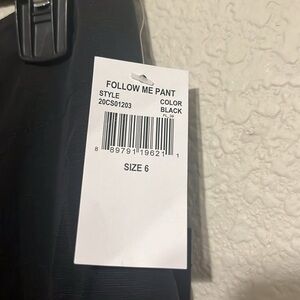 FOLLOW ME PANT
STYLE COLOR
20CS01203 BLACK
8 89791 19621 1
SIZE 6